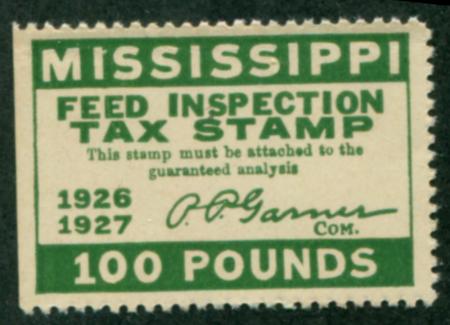 MISSISSIPPI
FEED INSPECTION
TAX STAMP
This stamp must be attached to the
guaranteed analysis
1926
1927
P. P. Garner
COM.
100 POUNDS